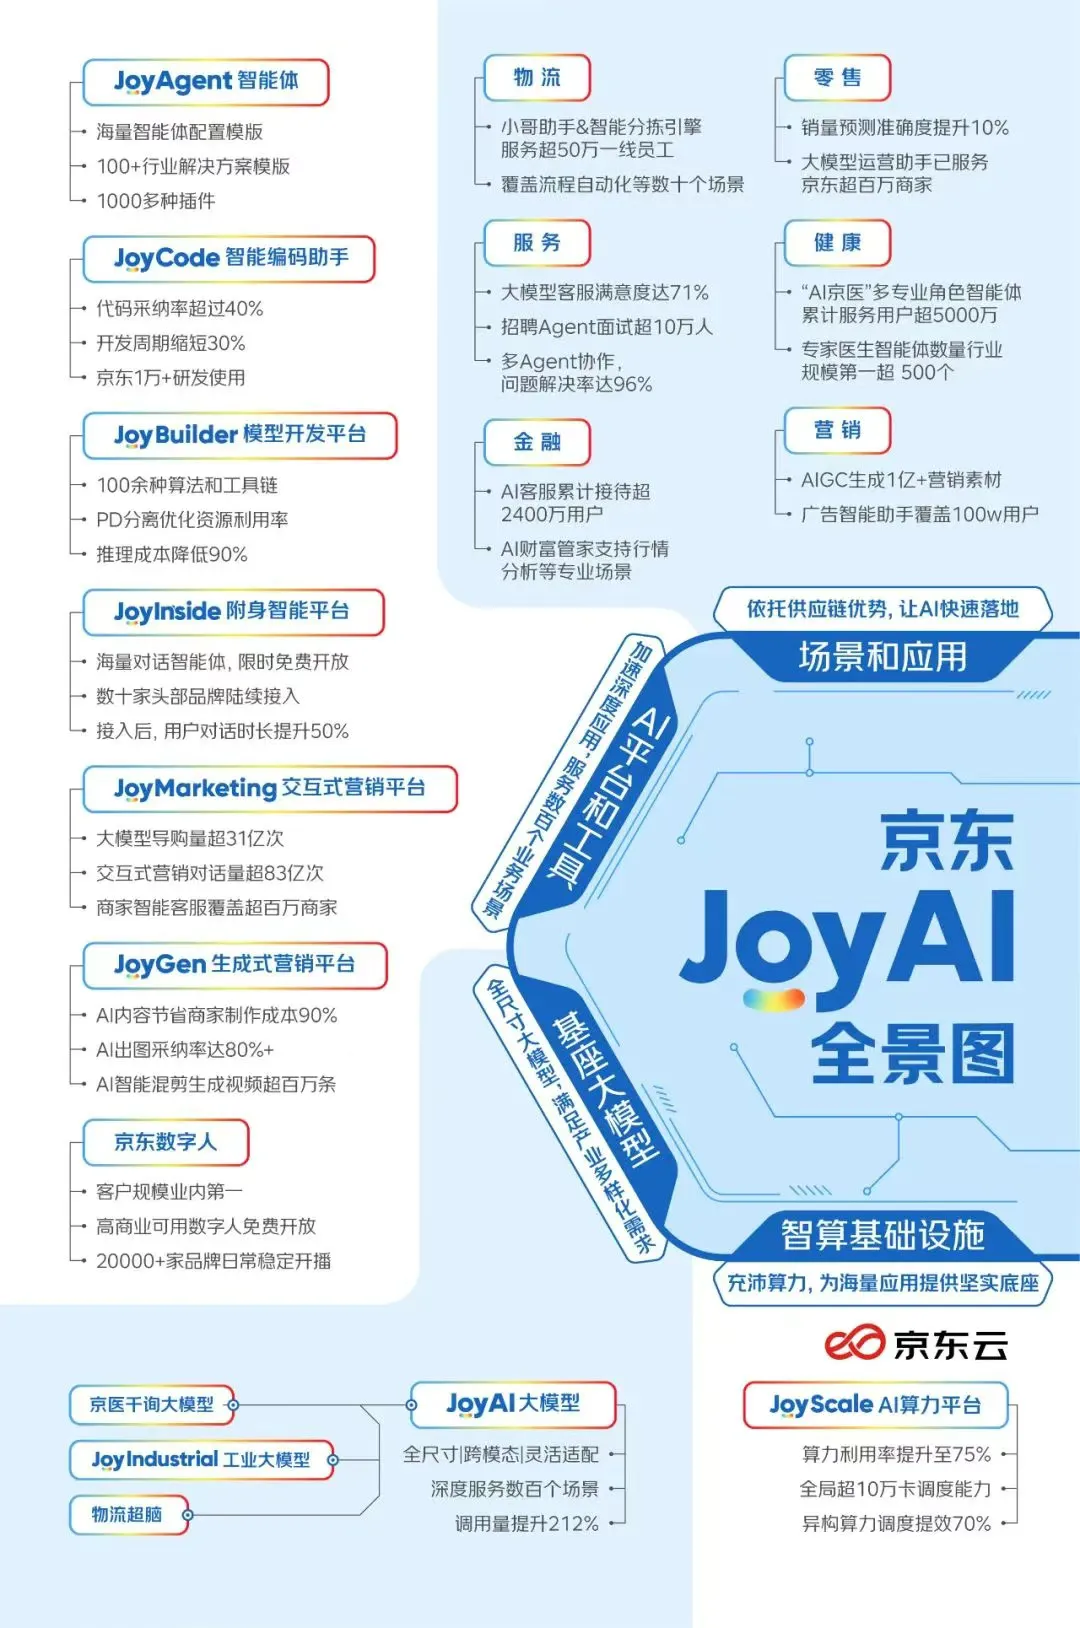 JoyAgent 智能体
海量智能体配置模版
100+行业解决方案模版
1000多种插件
JoyCode 智能编码助手
代码采纳率超过40%
开发周期缩短30%
京东1万+研发使用
JoyBuilder 模型开发平台
100余种算法和工具链
PD分离优化资源利用率
推理成本降低90%
JoyInside 附身智能平台
海量对话智能体, 限时免费开放
数十家头部品牌陆续接入
接入后, 用户对话时长提升50%
JoyMarketing 交互式营销平台
大模型导购量超31亿次
交互式营销对话量超83亿次
商家智能客服覆盖超百万商家
JoyGen 生成式营销平台
AI内容节省商家制作成本90%
AI出图采纳率达80%+
AI智能混剪生成视频超百万条
京东数字人
客户规模业内第一
高商业可用数字人免费开放
20000+家品牌日常稳定开播
物流
小哥助手&智能分拣引擎
服务超50万一线员工
覆盖流程自动化等数十个场景
服务
大模型客服满意度达71%
招聘Agent面试超10万人
多Agent协作,
问题解决率达96%
金融
AI客服累计接待超
2400万用户
AI财富管家支持行情
分析等专业场景
零售
销量预测准确度提升10%
大模型运营助手已服务
京东超百万商家
健康
“AI京医”多专业角色智能体
累计服务用户超5000万
专家医生智能体数量行业
规模第一超 500个
营销
AIGC生成1亿+营销素材
广告智能助手覆盖100w用户
依托供应链优势, 让AI快速落地
场景和应用
加速深度应用, 服务数百个业务场景
AI平台和工具
京东
JoyAI
全景图
基座大模型
全尺寸大模型, 满足产业多样化需求
智算基础设施
充沛算力, 为海量应用提供坚实底座
京东云
京医千询大模型
JoyIndustrial 工业大模型
物流超脑
JoyAI 大模型
全尺寸|跨模态|灵活适配
深度服务数百个场景
调用量提升212%
JoyScale AI算力平台
算力利用率提升至75%
全局超10万卡调度能力
异构算力调度提效70%